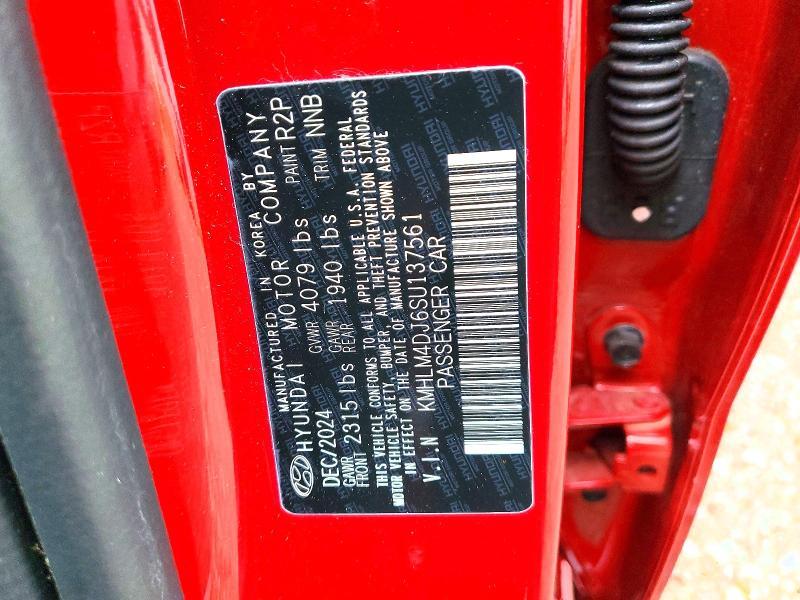 MANUFACTURED IN KOREA BY
HYUNDAI MOTOR COMPANY
DEC/2024 GVWR 4079 lbs PAINT R2P
GAWR FRONT 2315 lbs GAWR REAR 1940 lbs TRIM NNB
THIS VEHICLE CONFORMS TO ALL APPLICABLE U.S.A. FEDERAL
MOTOR VEHICLE SAFETY, BUMPER, AND THEFT PREVENTION STANDARDS
IN EFFECT ON THE DATE OF MANUFACTURE SHOWN ABOVE
V.I.N KMHLM4DJ6SU137561
PASSENGER CAR